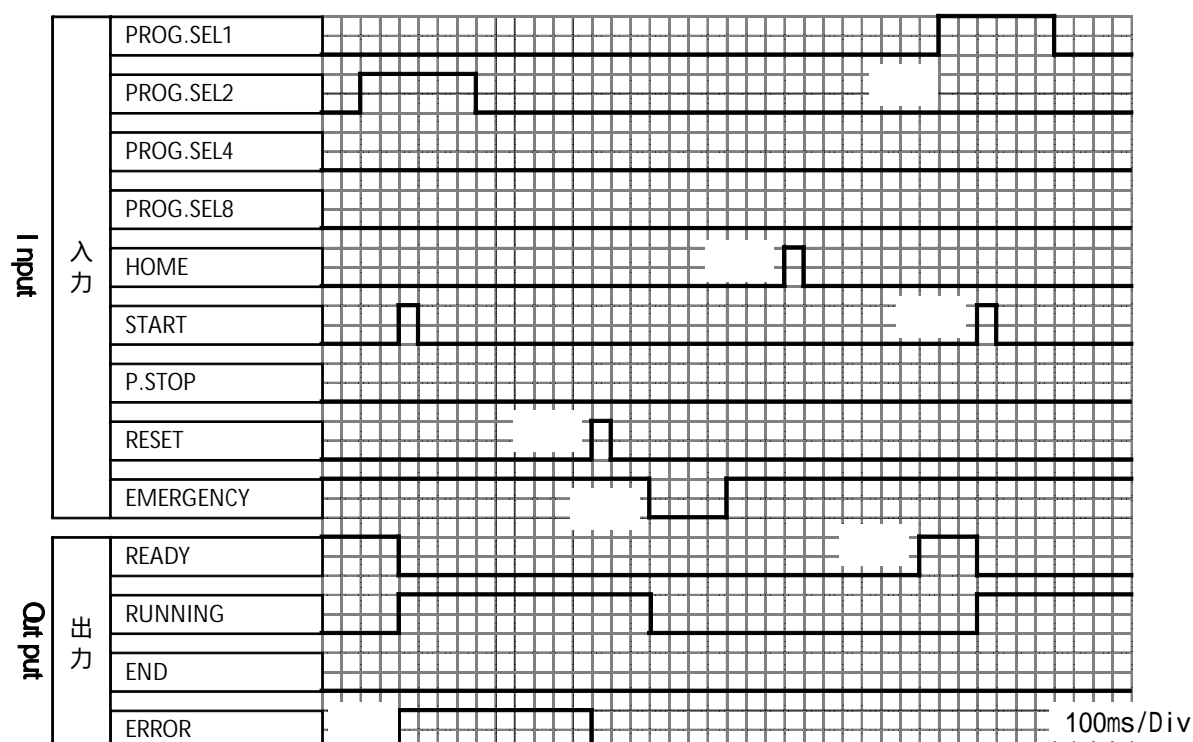 Input
入力
PROG.SEL1
PROG.SEL2
PROG.SEL4
PROG.SEL8
HOME
START
P.STOP
RESET
EMERGENCY
Output
出力
READY
RUNNING
END
ERROR
100ms/Div